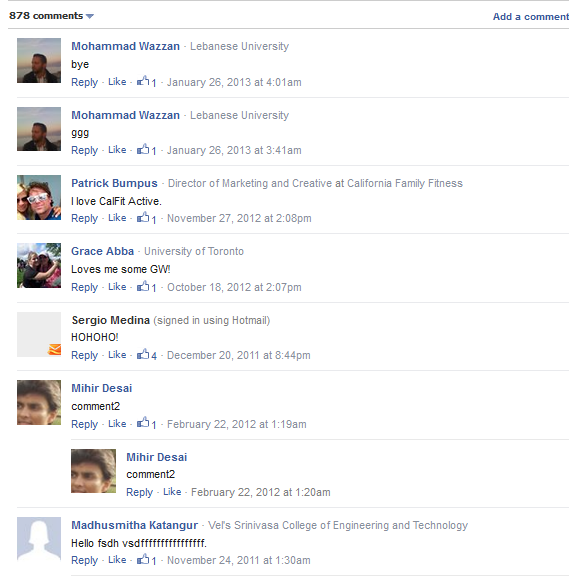 878 comments
Add a comment
Mohammad Wazzan · Lebanese University
bye
Reply · Like · 1 · January 26, 2013 at 4:01am
Mohammad Wazzan · Lebanese University
ggg
Reply · Like · 1 · January 26, 2013 at 3:41am
Patrick Bumpus · Director of Marketing and Creative at California Family Fitness
I love CalFit Active.
Reply · Like · 1 · November 27, 2012 at 2:08pm
Grace Abba · University of Toronto
Loves me some GW!
Reply · Like · 1 · October 18, 2012 at 2:07pm
Sergio Medina (signed in using Hotmail)
HOHOHO!
Reply · Like · 4 · December 20, 2011 at 8:44pm
Mihir Desai
comment2
Reply · Like · 1 · February 22, 2012 at 1:19am
Mihir Desai
comment2
Reply · Like · February 22, 2012 at 1:20am
Madhusmitha Katangur · Vel's Srinivasa College of Engineering and Technology
Hello fsdh vsdffffffffffffffff.
Reply · Like · 1 · November 24, 2011 at 1:30am